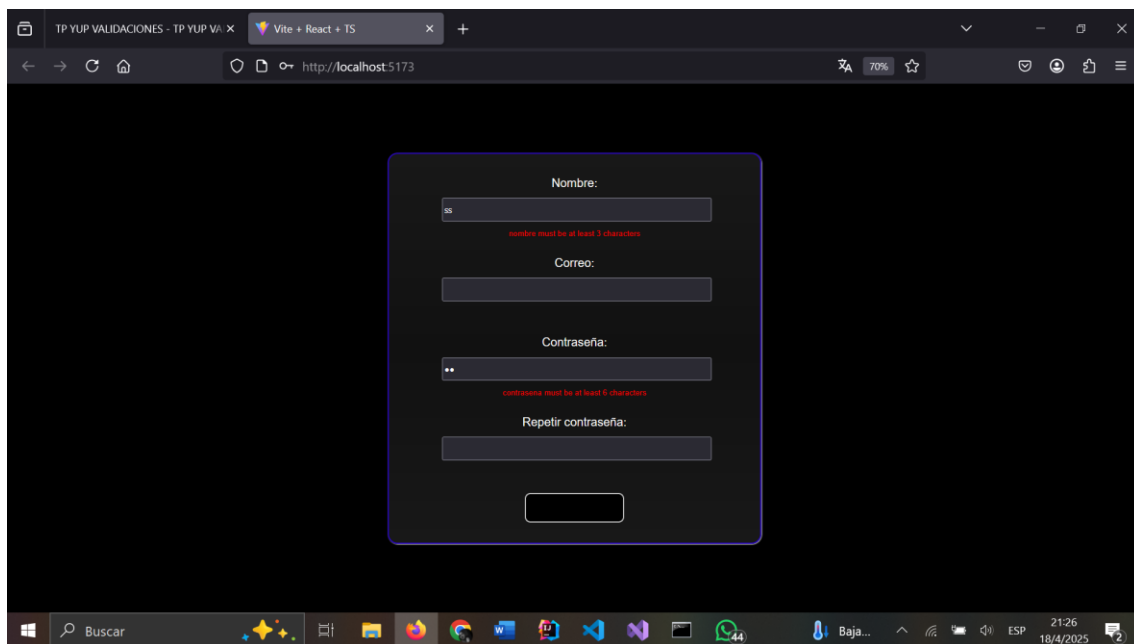 TP YUP VALIDACIONES - TP YUP VA
Vite + React + TS
http://localhost:5173
70%
Nombre:
ss
nombre must be at least 3 characters
Correo:
Contraseña:
••
contrasena must be at least 6 characters
Repetir contraseña:
Buscar
44
Baja...
ESP
21:26
18/4/2025
2